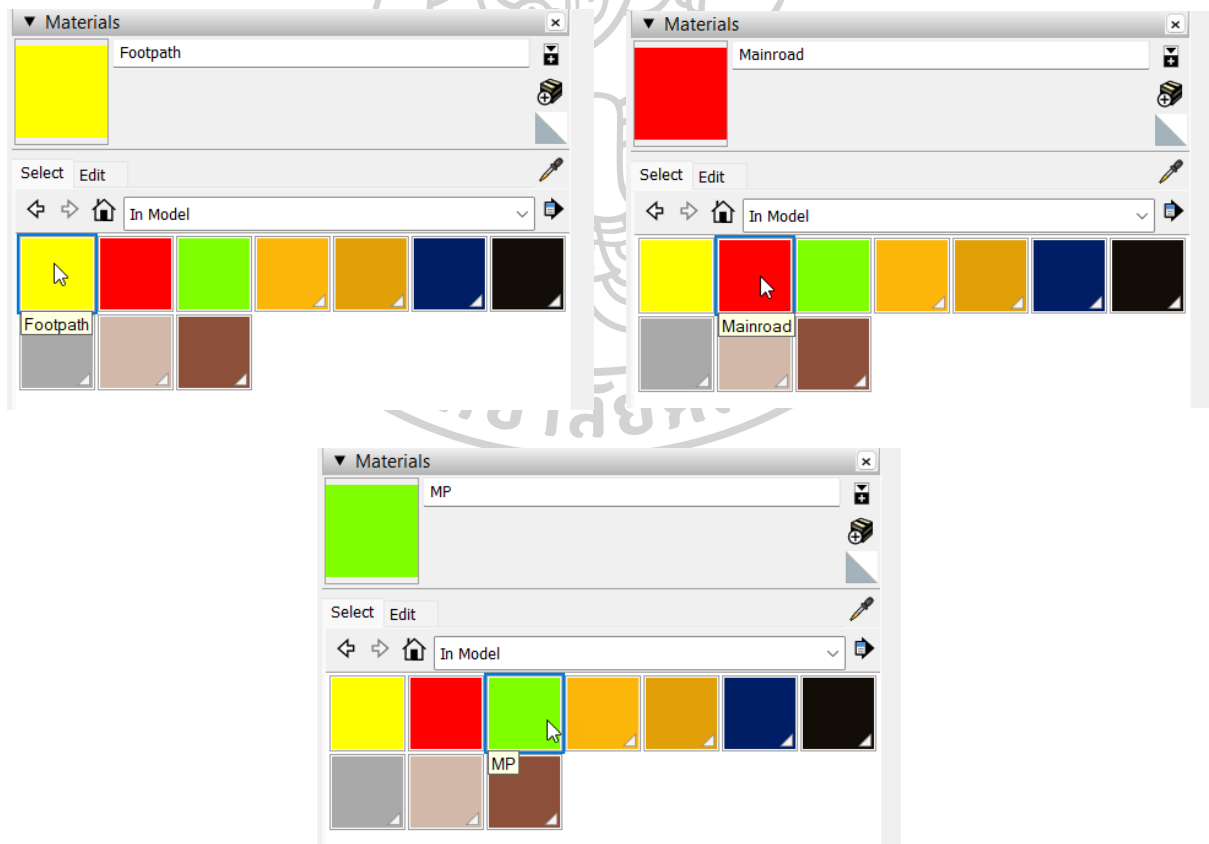 ▼ Materials
Footpath
Select Edit
In Model
Footpath
▼ Materials
Mainroad
Select Edit
In Model
Mainroad
▼ Materials
MP
Select Edit
In Model
MP